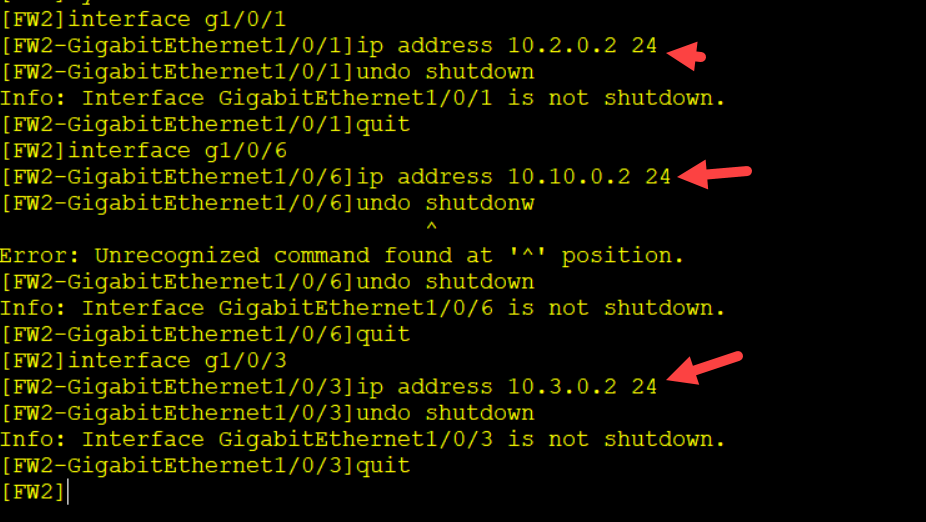 [FW2]interface g1/0/1
[FW2-GigabitEthernet1/0/1]ip address 10.2.0.2 24
[FW2-GigabitEthernet1/0/1]undo shutdown
Info: Interface GigabitEthernet1/0/1 is not shutdown.
[FW2-GigabitEthernet1/0/1]quit
[FW2]interface g1/0/6
[FW2-GigabitEthernet1/0/6]ip address 10.10.0.2 24
[FW2-GigabitEthernet1/0/6]undo shutdonw
^
Error: Unrecognized command found at '^' position.
[FW2-GigabitEthernet1/0/6]undo shutdown
Info: Interface GigabitEthernet1/0/6 is not shutdown.
[FW2-GigabitEthernet1/0/6]quit
[FW2]interface g1/0/3
[FW2-GigabitEthernet1/0/3]ip address 10.3.0.2 24
[FW2-GigabitEthernet1/0/3]undo shutdown
Info: Interface GigabitEthernet1/0/3 is not shutdown.
[FW2-GigabitEthernet1/0/3]quit
[FW2]